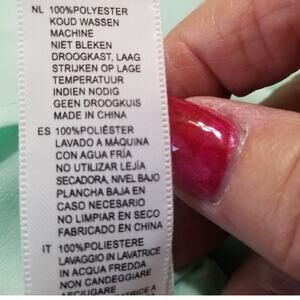 NL 100%POLYESTER
KOUD WASSEN
MACHINE
NIET BLEKEN
DROOGKAST, LAAG
STRIJKEN OP LAGE
TEMPERATUUR
INDIEN NODIG
GEEN DROOGKUIS
MADE IN CHINA
ES 100%POLIÉSTER
LAVADO A MÁQUINA
CON AGUA FRÍA
NO UTILIZAR LEJÍA
SECADORA, NIVEL BAJO
PLANCHA BAJA EN
CASO NECESARIO
NO LIMPIAR EN SECO
FABRICADO EN CHINA
IT 100%POLIESTERE
LAVAGGIO IN LAVATRICE
IN ACQUA FREDDA
NON CANDEGGIARE
ASCIUGARE